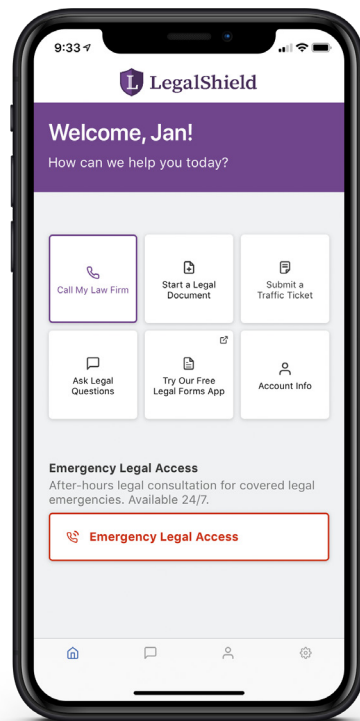 9:33
L LegalShield
Welcome, Jan!
How can we help you today?
Call My Law Firm
Start a Legal
Document
Submit a
Traffic Ticket
Ask Legal
Questions
Try Our Free
Legal Forms App
Account Info
Emergency Legal Access
After-hours legal consultation for covered legal
emergencies. Available 24/7.
Emergency Legal Access